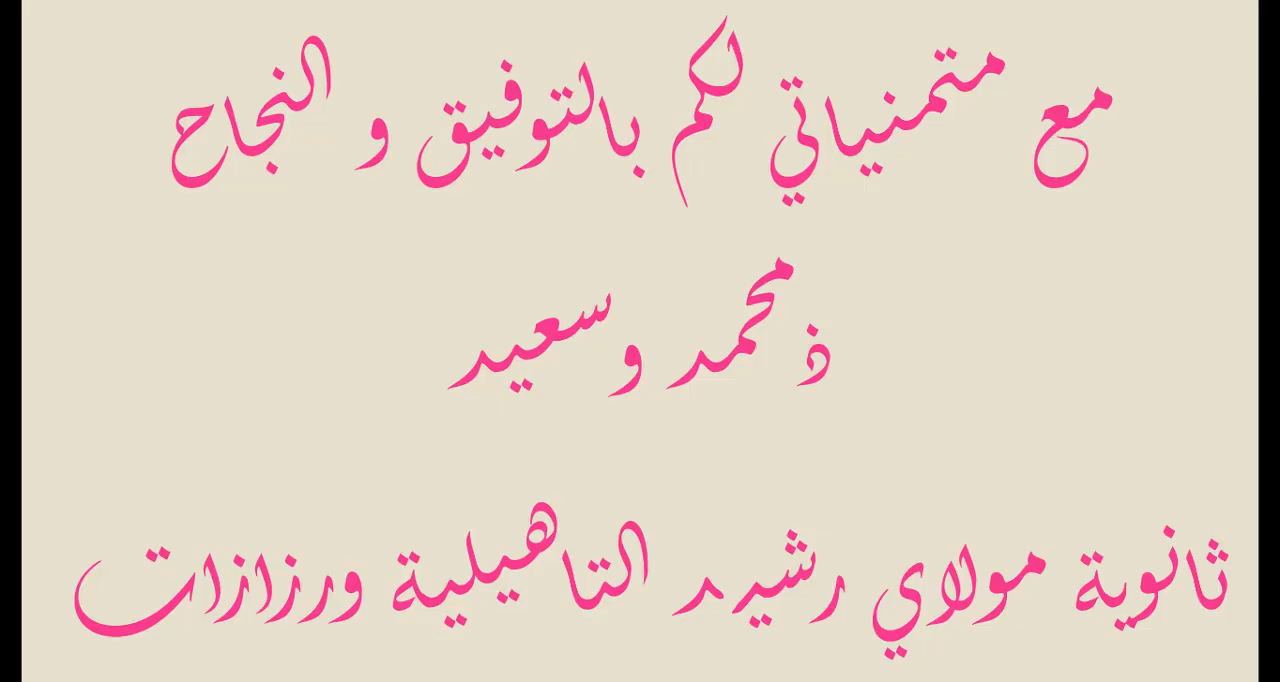 مع متمنياتي لكم بالتوفيق و النجاح
ذ محمد وسعيد
ثانوية مولاي رشيد التاهيلية ورزازات